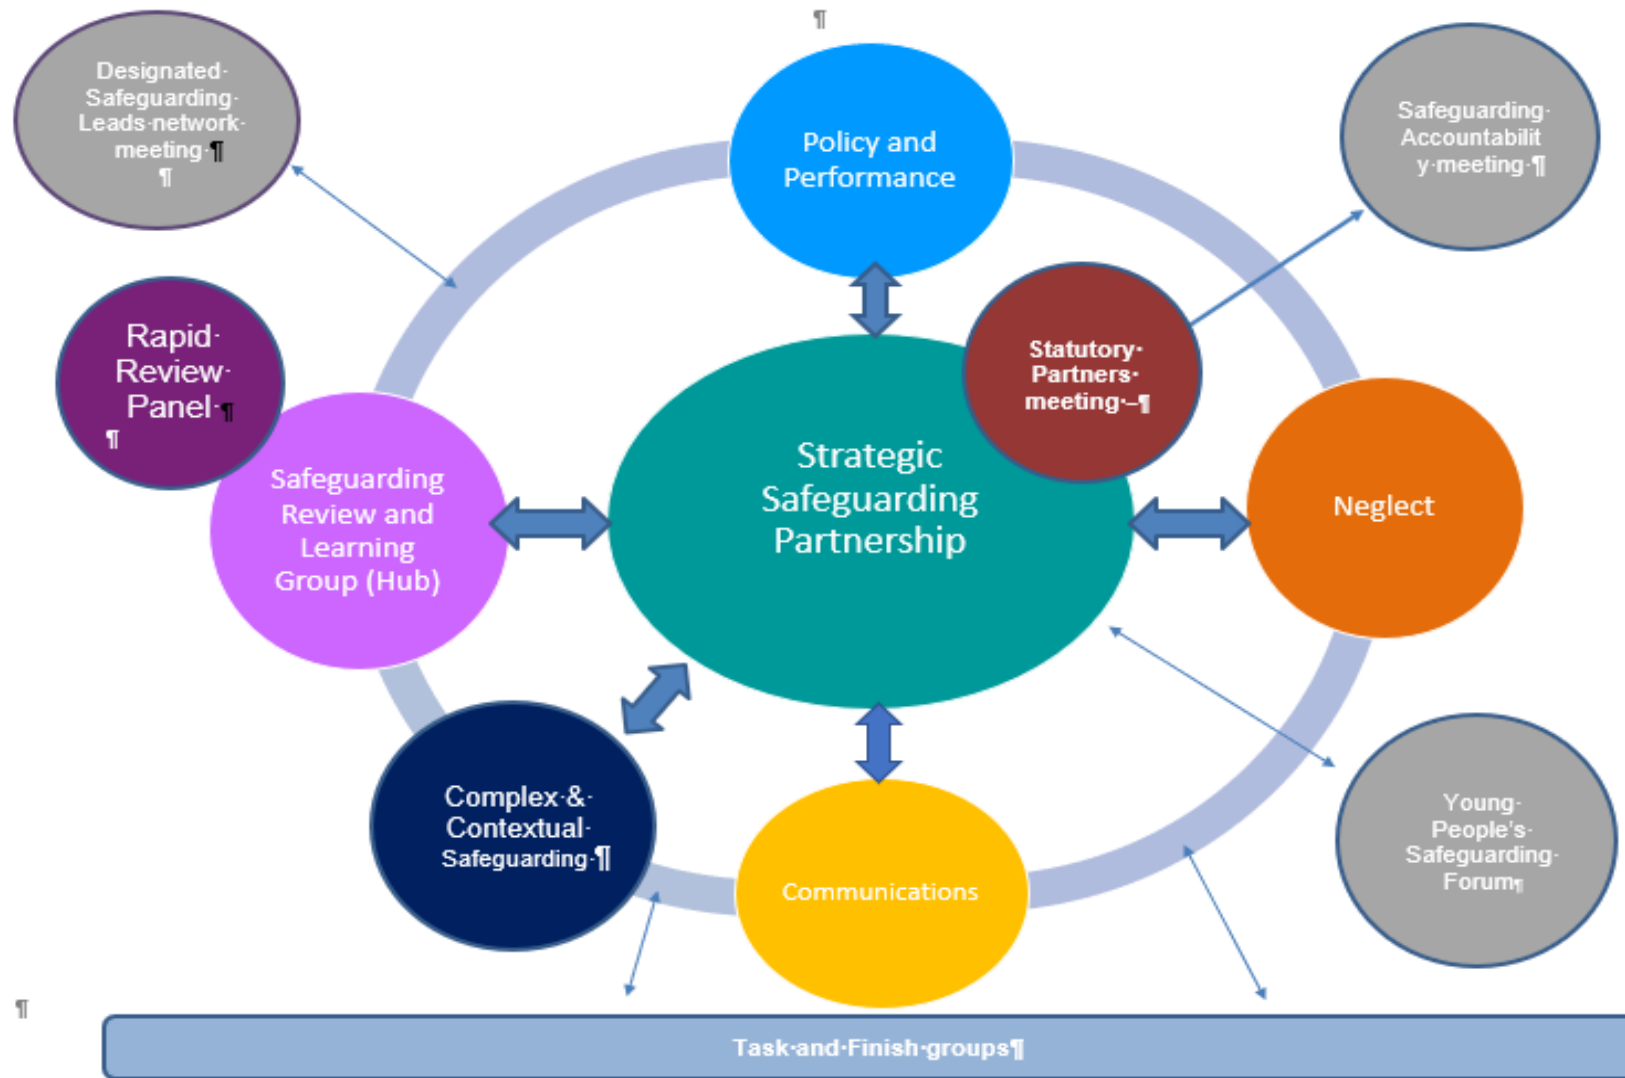 ¶
Designated·
Safeguarding·
Leads·network·
meeting·¶
¶
Policy and
Performance
Safeguarding·
Accountabilit
y·meeting·¶
Rapid·
Review·
Panel·¶
¶
Statutory·
Partners·
meeting·–¶
Safeguarding
Review and
Learning
Group (Hub)
Strategic
Safeguarding
Partnership
Neglect
Complex·&·
Contextual·
Safeguarding·¶
Communications
Young·
People's·
Safeguarding·
Forum¶
¶
Task·and·Finish·groups¶